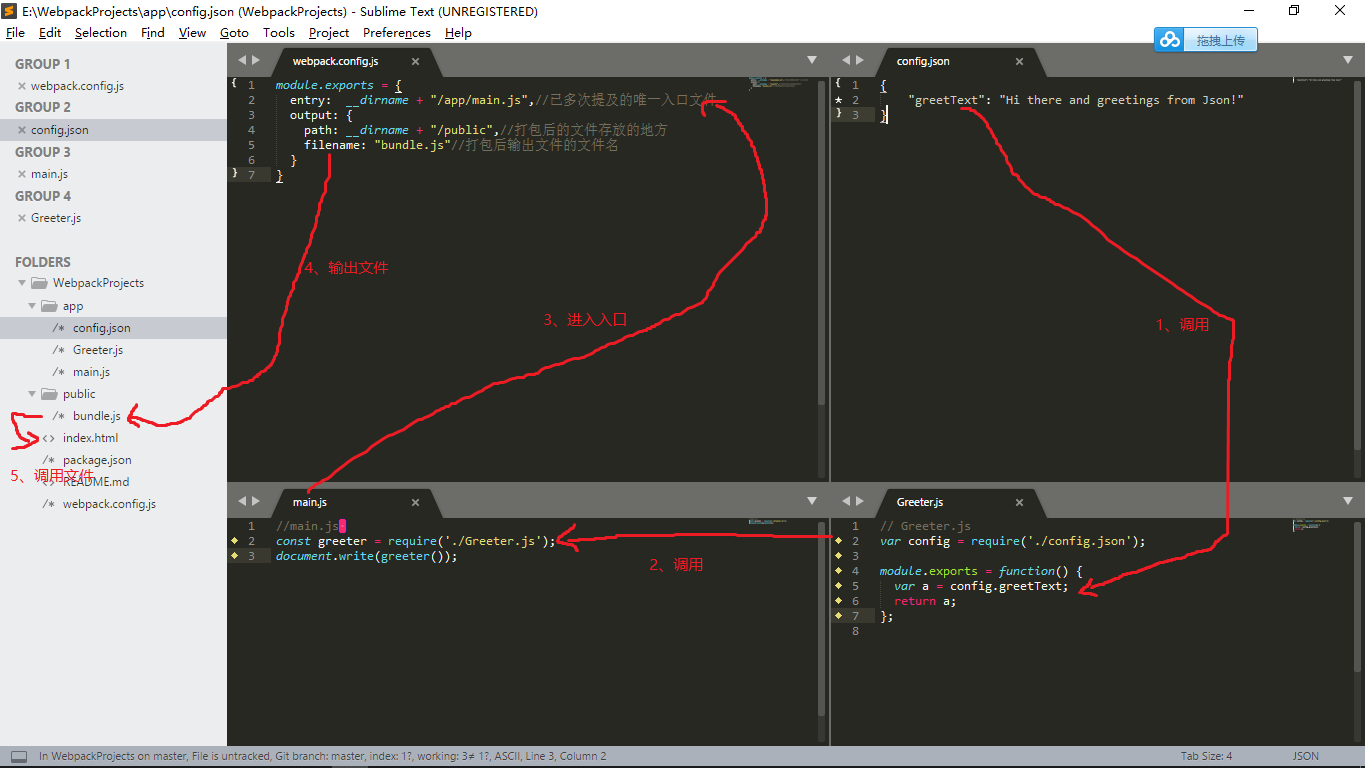 E:\WebpackProjects\app\config.json (WebpackProjects) - Sublime Text (UNREGISTERED)
File Edit Selection Find View Goto Tools Project Preferences Help
拖拽上传
GROUP 1
webpack.config.js
GROUP 2
config.json
GROUP 3
main.js
GROUP 4
Greeter.js
FOLDERS
WebpackProjects
app
/* config.json
/* Greeter.js
/* main.js
public
/* bundle.js
<> index.html
/* package.json
<> README.md
/* webpack.config.js
5、调用文件
webpack.config.js
1 module.exports = {
2 entry: __dirname + "/app/main.js",//已多次提及的唯一入口文件
3 output: {
4 path: __dirname + "/public",//打包后的文件存放的地方
5 filename: "bundle.js"//打包后输出文件的文件名
6 }
7 }
4、输出文件
3、进入入口
config.json
1 {
2 "greetText": "Hi there and greetings from Json!"
3 }
1、调用
main.js
1 //main.js
2 const greeter = require('./Greeter.js');
3 document.write(greeter());
2、调用
Greeter.js
1 // Greeter.js
2 var config = require('./config.json');
3
4 module.exports = function() {
5 var a = config.greetText;
6 return a;
7 };
8
In WebpackProjects on master, File is untracked, Git branch: master, index: 1?, working: 3≠ 1?, ASCII, Line 3, Column 2
Tab Size: 4
JSON